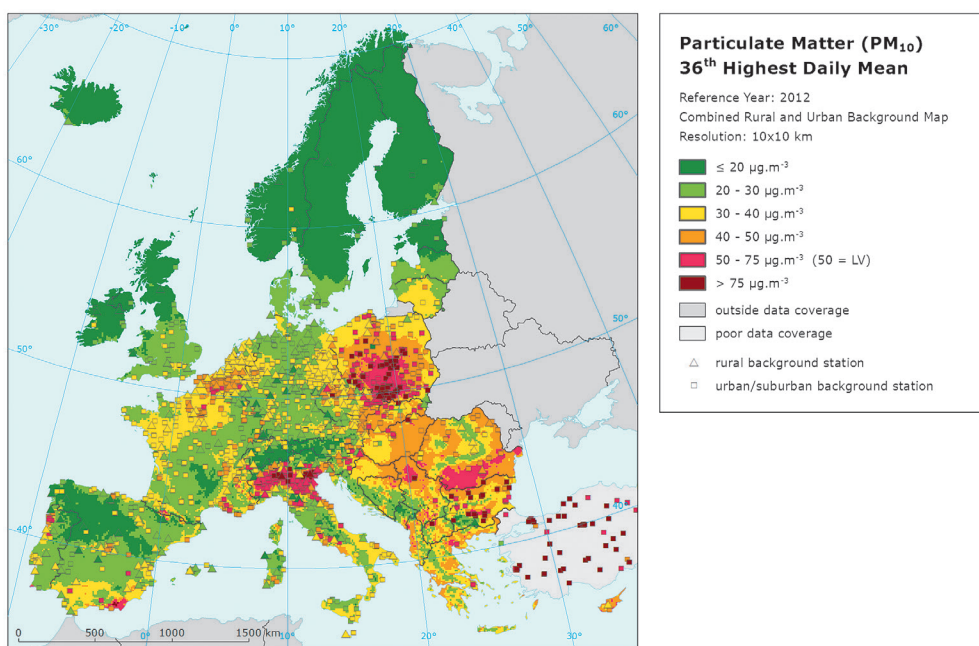 -30° -20° -10° 0° 10° 20° 30° 40° 50° 60° 70°
60°
60°
50°
50°
40°
40°
0 500 1000 1500 km
0° 10° 20° 30°
Particulate Matter (PM₁₀)
36ᵗʰ Highest Daily Mean
Reference Year: 2012
Combined Rural and Urban Background Map
Resolution: 10x10 km
≤ 20 µg.m⁻³
20 - 30 µg.m⁻³
30 - 40 µg.m⁻³
40 - 50 µg.m⁻³
50 - 75 µg.m⁻³ (50 = LV)
> 75 µg.m⁻³
outside data coverage
poor data coverage
rural background station
urban/suburban background station